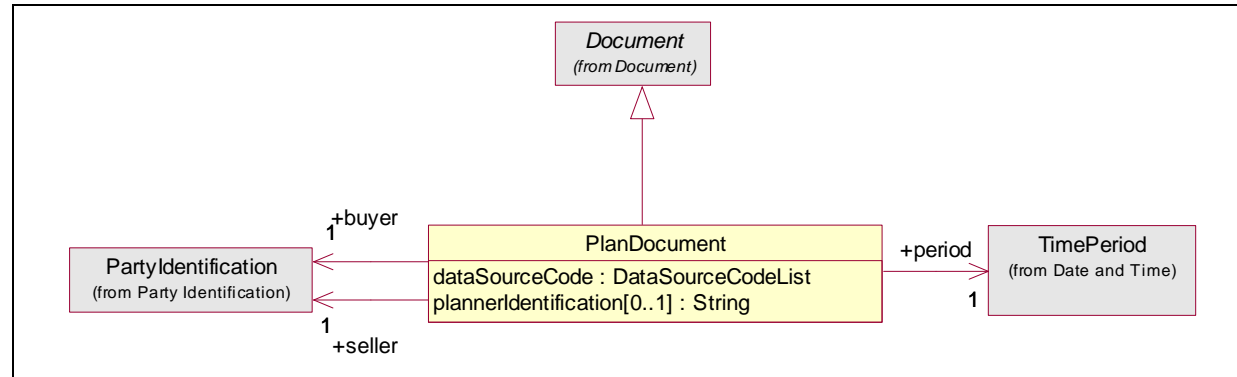 Document
(from Document)
+buyer
1
PlanDocument
+period
TimePeriod
PartyIdentification
(from Party Identification)
dataSourceCode : DataSourceCodeList
plannerIdentification[0..1] : String
(from Date and Time)
1
1
+seller